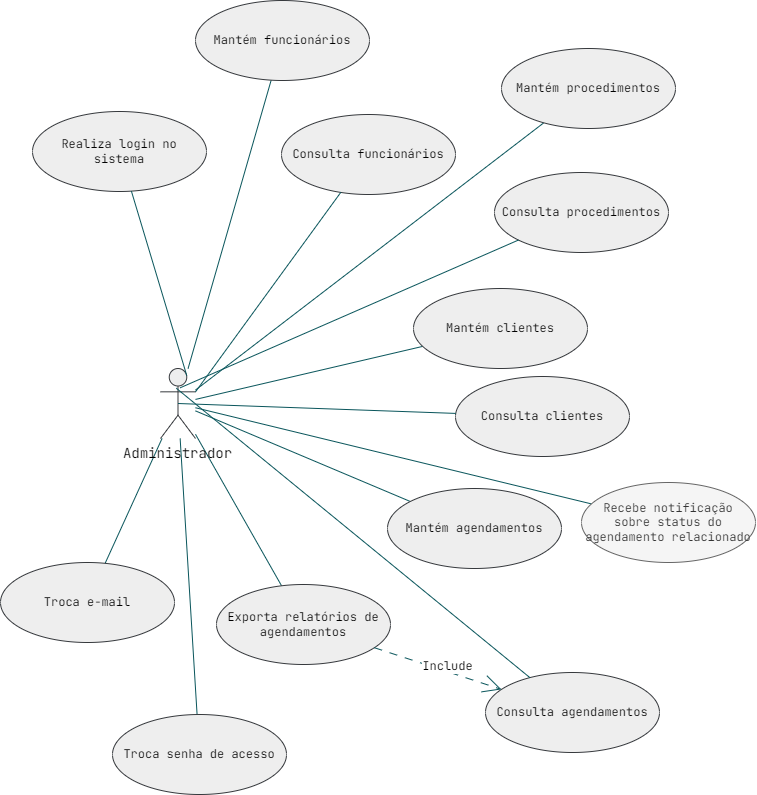 Mantém funcionários
Mantém procedimentos
Realiza login no
sistema
Consulta funcionários
Consulta procedimentos
Mantém clientes
Consulta clientes
Administrador
Recebe notificação
sobre status do
agendamento relacionado
Mantém agendamentos
Troca e-mail
Exporta relatórios de
agendamentos
Include
Consulta agendamentos
Troca senha de acesso